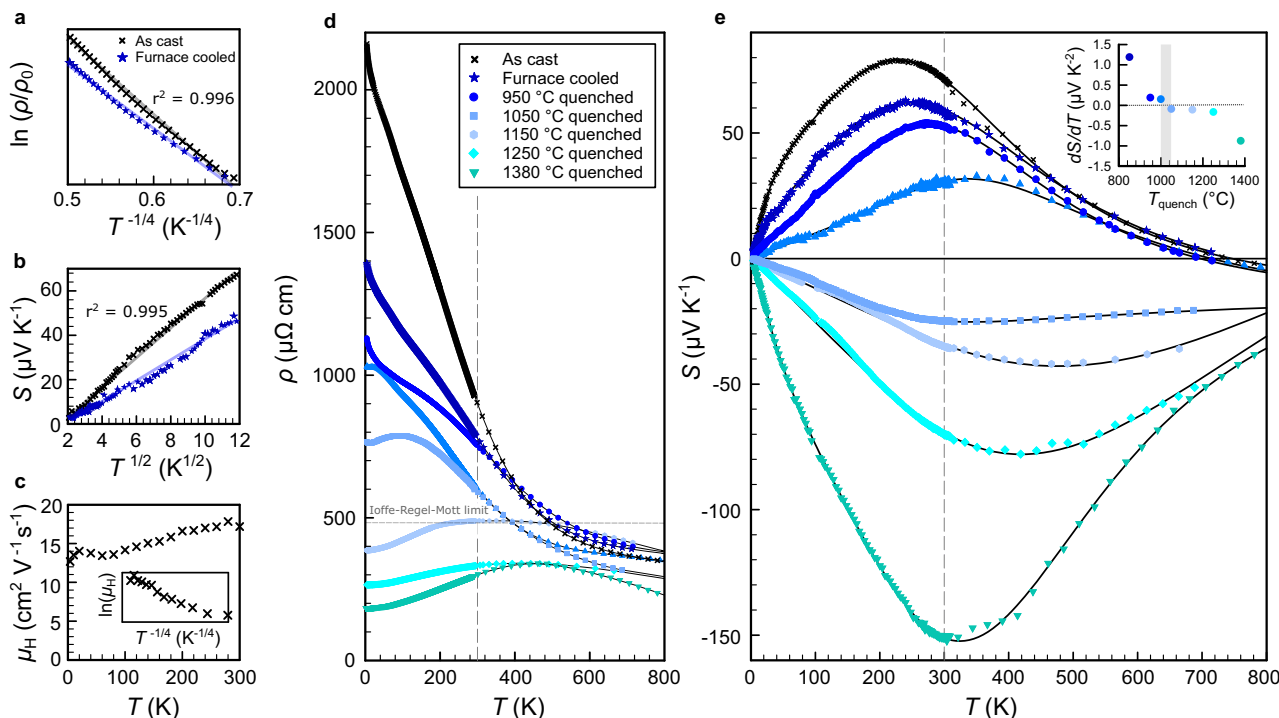 a
As cast
Furnace cooled
r² = 0.996
ln (ρ/ρ₀)
0.5 0.6 0.7
T⁻¹/⁴ (K⁻¹/⁴)
b
60
40
20
0
r² = 0.995
S (μV K⁻¹)
2 4 6 8 10 12
T¹/² (K¹/²)
c
20
15
10
5
0
μH (cm² V⁻¹ s⁻¹)
ln(μH)
T⁻¹/⁴ (K⁻¹/⁴)
0 100 200 300
T (K)
d
2000
1500
1000
500
0
ρ (μΩ cm)
As cast
Furnace cooled
950 °C quenched
1050 °C quenched
1150 °C quenched
1250 °C quenched
1380 °C quenched
Ioffe-Regel-Mott limit
0 200 400 600 800
T (K)
e
50
0
-50
-100
-150
S (μV K⁻¹)
0 100 200 300 400 500 600 700 800
T (K)
dS/dT (μV K⁻²)
1.5
1.0
0.5
0.0
-0.5
-1.0
-1.5
800 1000 1200 1400
Tquench (°C)